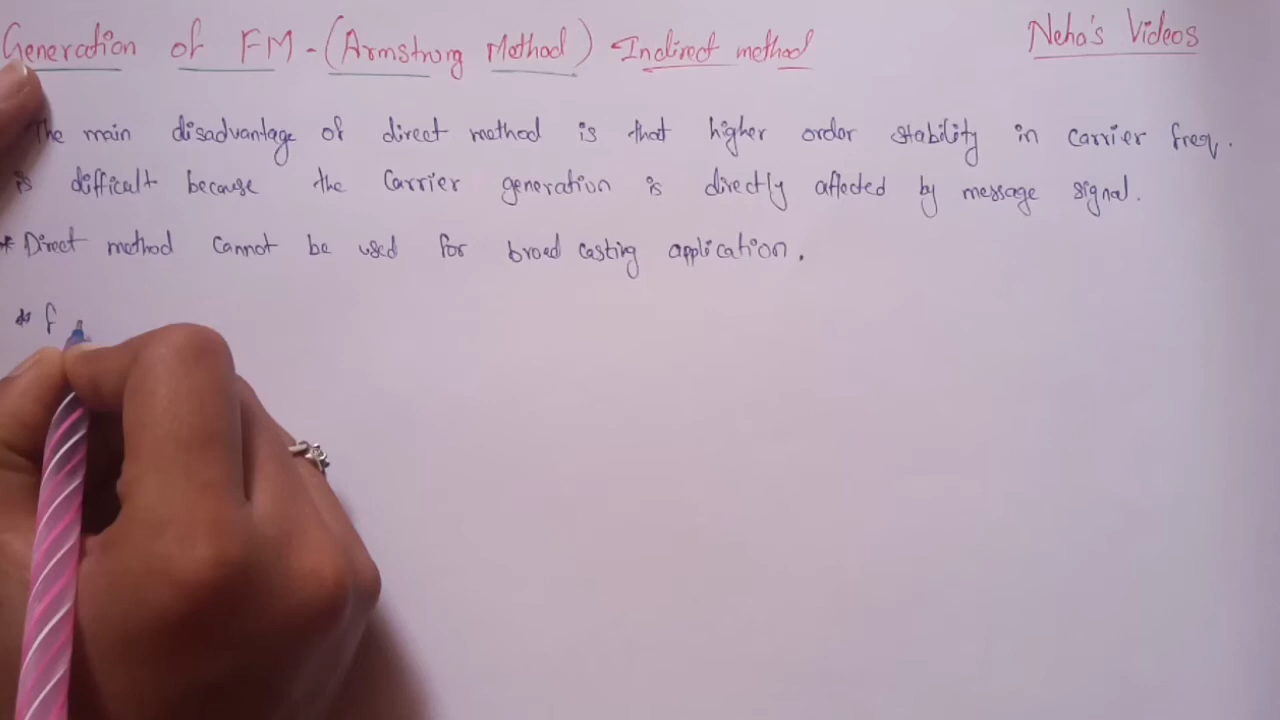 Generation of FM - (Armstrong Method) Indirect method
Neha's Videos
The main disadvantage of direct method is that higher order stability in carrier freq.
is difficult because the carrier generation is directly affected by message signal.
* Direct method cannot be used for broad casting application.
* f